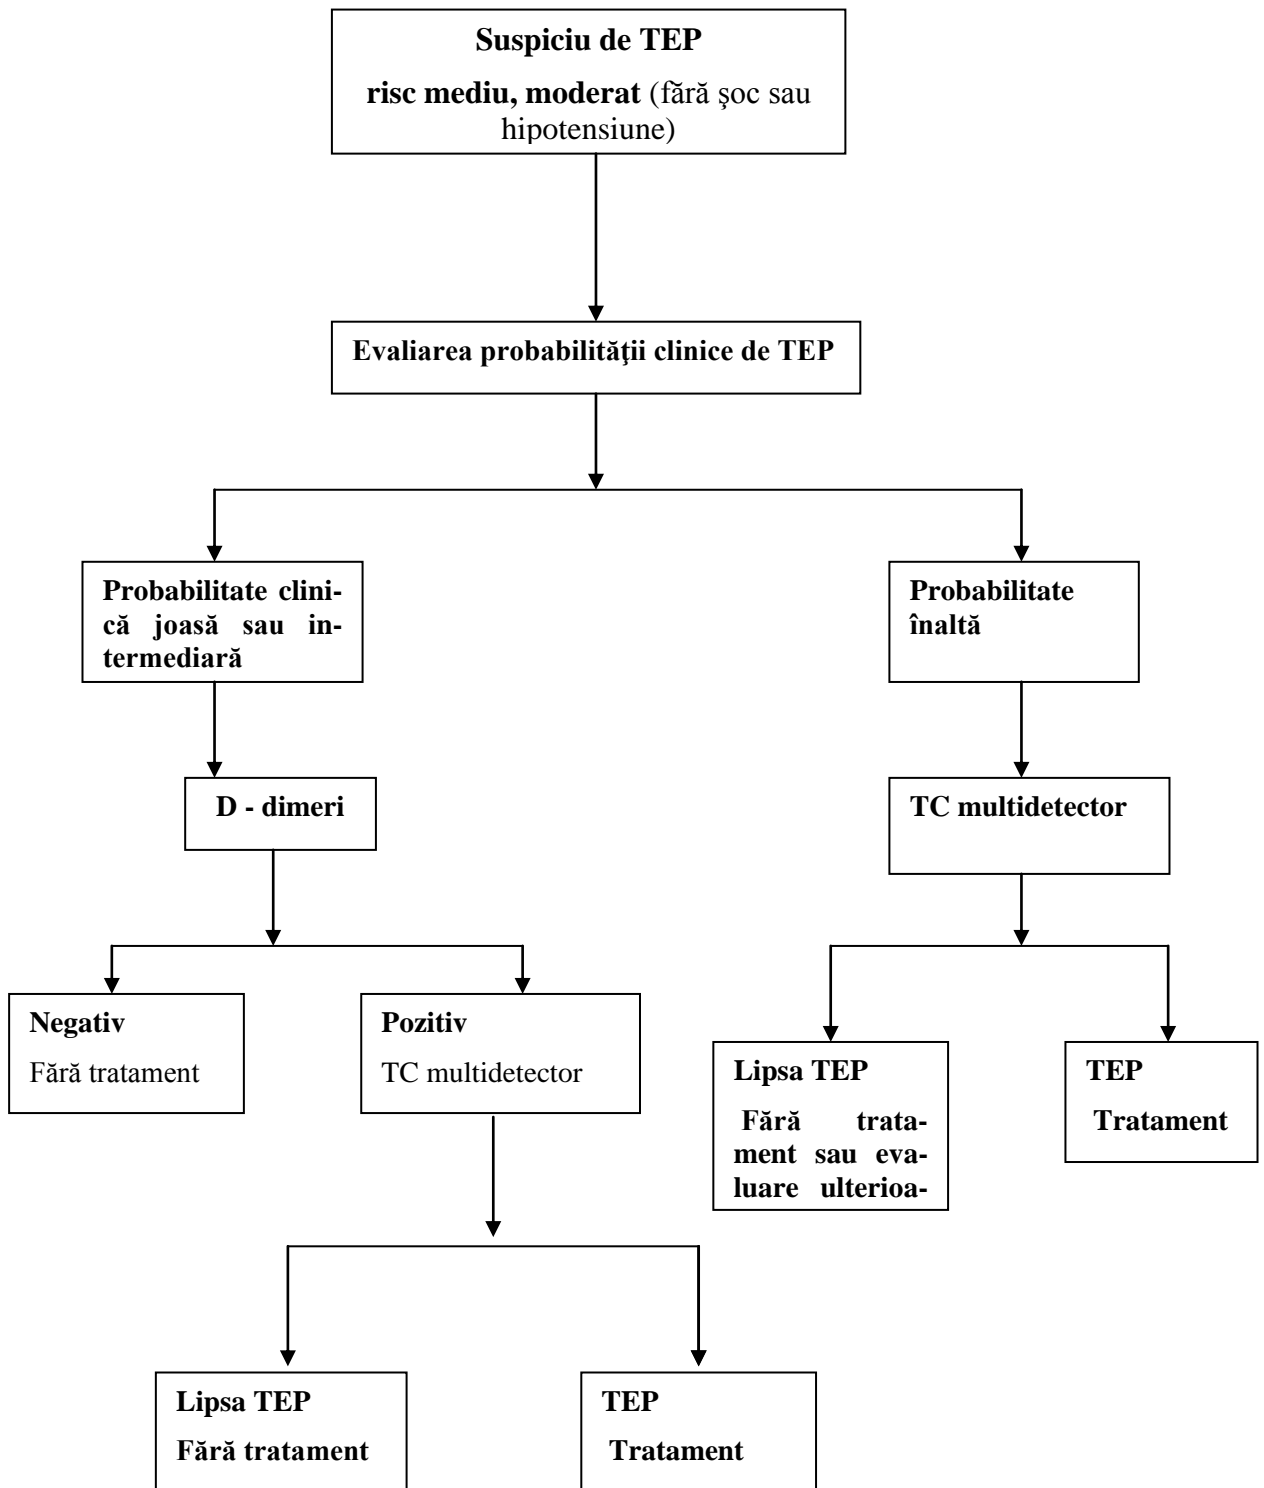 Suspiciu de TEP
risc mediu, moderat (fără şoc sau
hipotensiune)
Evaliarea probabilităţii clinice de TEP
Probabilitate clini-
că joasă sau in-
termediară
Probabilitate
înaltă
D - dimeri
TC multidetector
Negativ
Fără tratament
Pozitiv
TC multidetector
Lipsa TEP
Fără trata-
ment sau eva-
luare ulterioa-
TEP
Tratament
Lipsa TEP
Fără tratament
TEP
Tratament